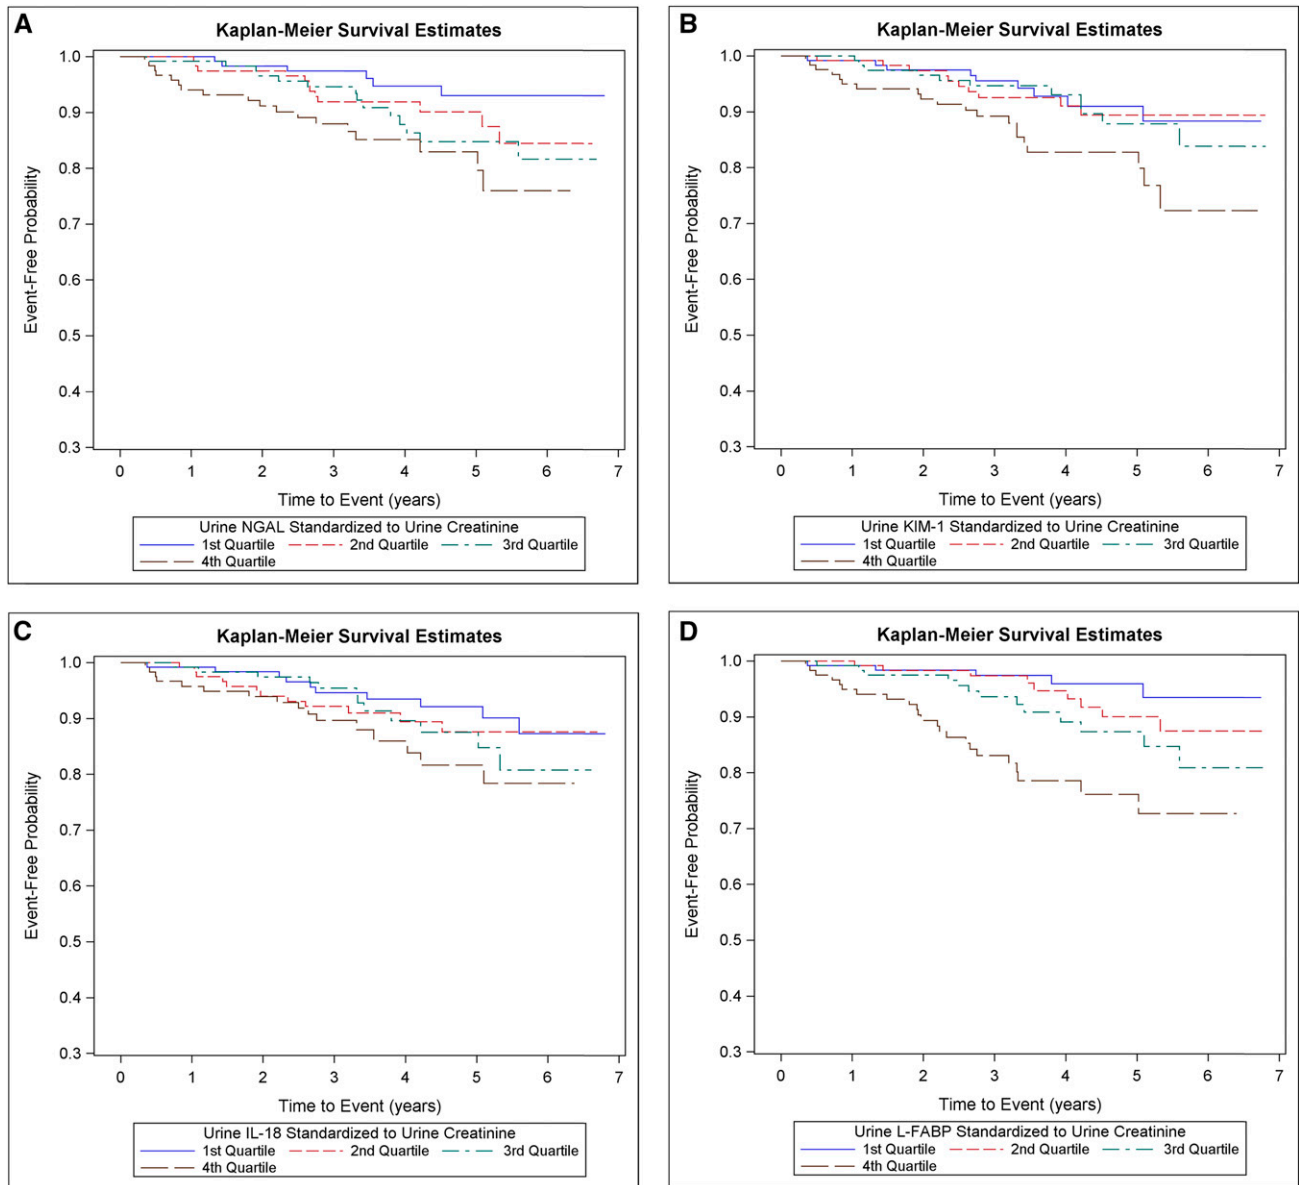 A
Kaplan-Meier Survival Estimates
1.0
0.9
0.8
0.7
0.6
0.5
0.4
0.3
Event-Free Probability
0 1 2 3 4 5 6 7
Time to Event (years)
Urine NGAL Standardized to Urine Creatinine
1st Quartile 2nd Quartile 3rd Quartile
4th Quartile
B
Kaplan-Meier Survival Estimates
1.0
0.9
0.8
0.7
0.6
0.5
0.4
0.3
Event-Free Probability
0 1 2 3 4 5 6 7
Time to Event (years)
Urine KIM-1 Standardized to Urine Creatinine
1st Quartile 2nd Quartile 3rd Quartile
4th Quartile
C
Kaplan-Meier Survival Estimates
1.0
0.9
0.8
0.7
0.6
0.5
0.4
0.3
Event-Free Probability
0 1 2 3 4 5 6 7
Time to Event (years)
Urine IL-18 Standardized to Urine Creatinine
1st Quartile 2nd Quartile 3rd Quartile
4th Quartile
D
Kaplan-Meier Survival Estimates
1.0
0.9
0.8
0.7
0.6
0.5
0.4
0.3
Event-Free Probability
0 1 2 3 4 5 6 7
Time to Event (years)
Urine L-FABP Standardized to Urine Creatinine
1st Quartile 2nd Quartile 3rd Quartile
4th Quartile